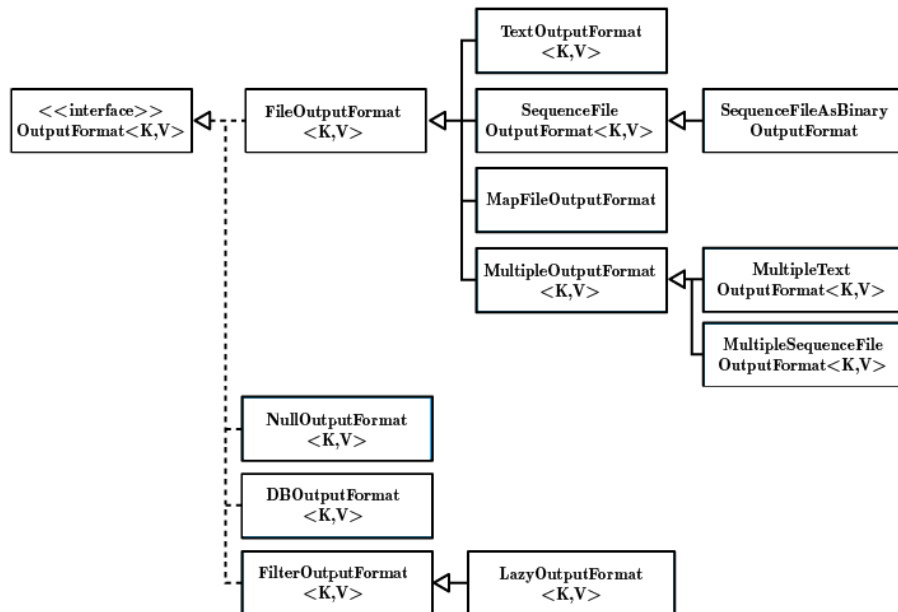 TextOutputFormat
<K,V>
<<interface>>
OutputFormat<K,V>
FileOutputFormat
<K,V>
SequenceFile
OutputFormat<K,V>
SequenceFileAsBinary
OutputFormat
MapFileOutputFormat
MultipleOutputFormat
<K,V>
MultipleText
OutputFormat<K,V>
MultipleSequenceFile
OutputFormat<K,V>
NullOutputFormat
<K,V>
DBOutputFormat
<K,V>
FilterOutputFormat
<K,V>
LazyOutputFormat
<K,V>